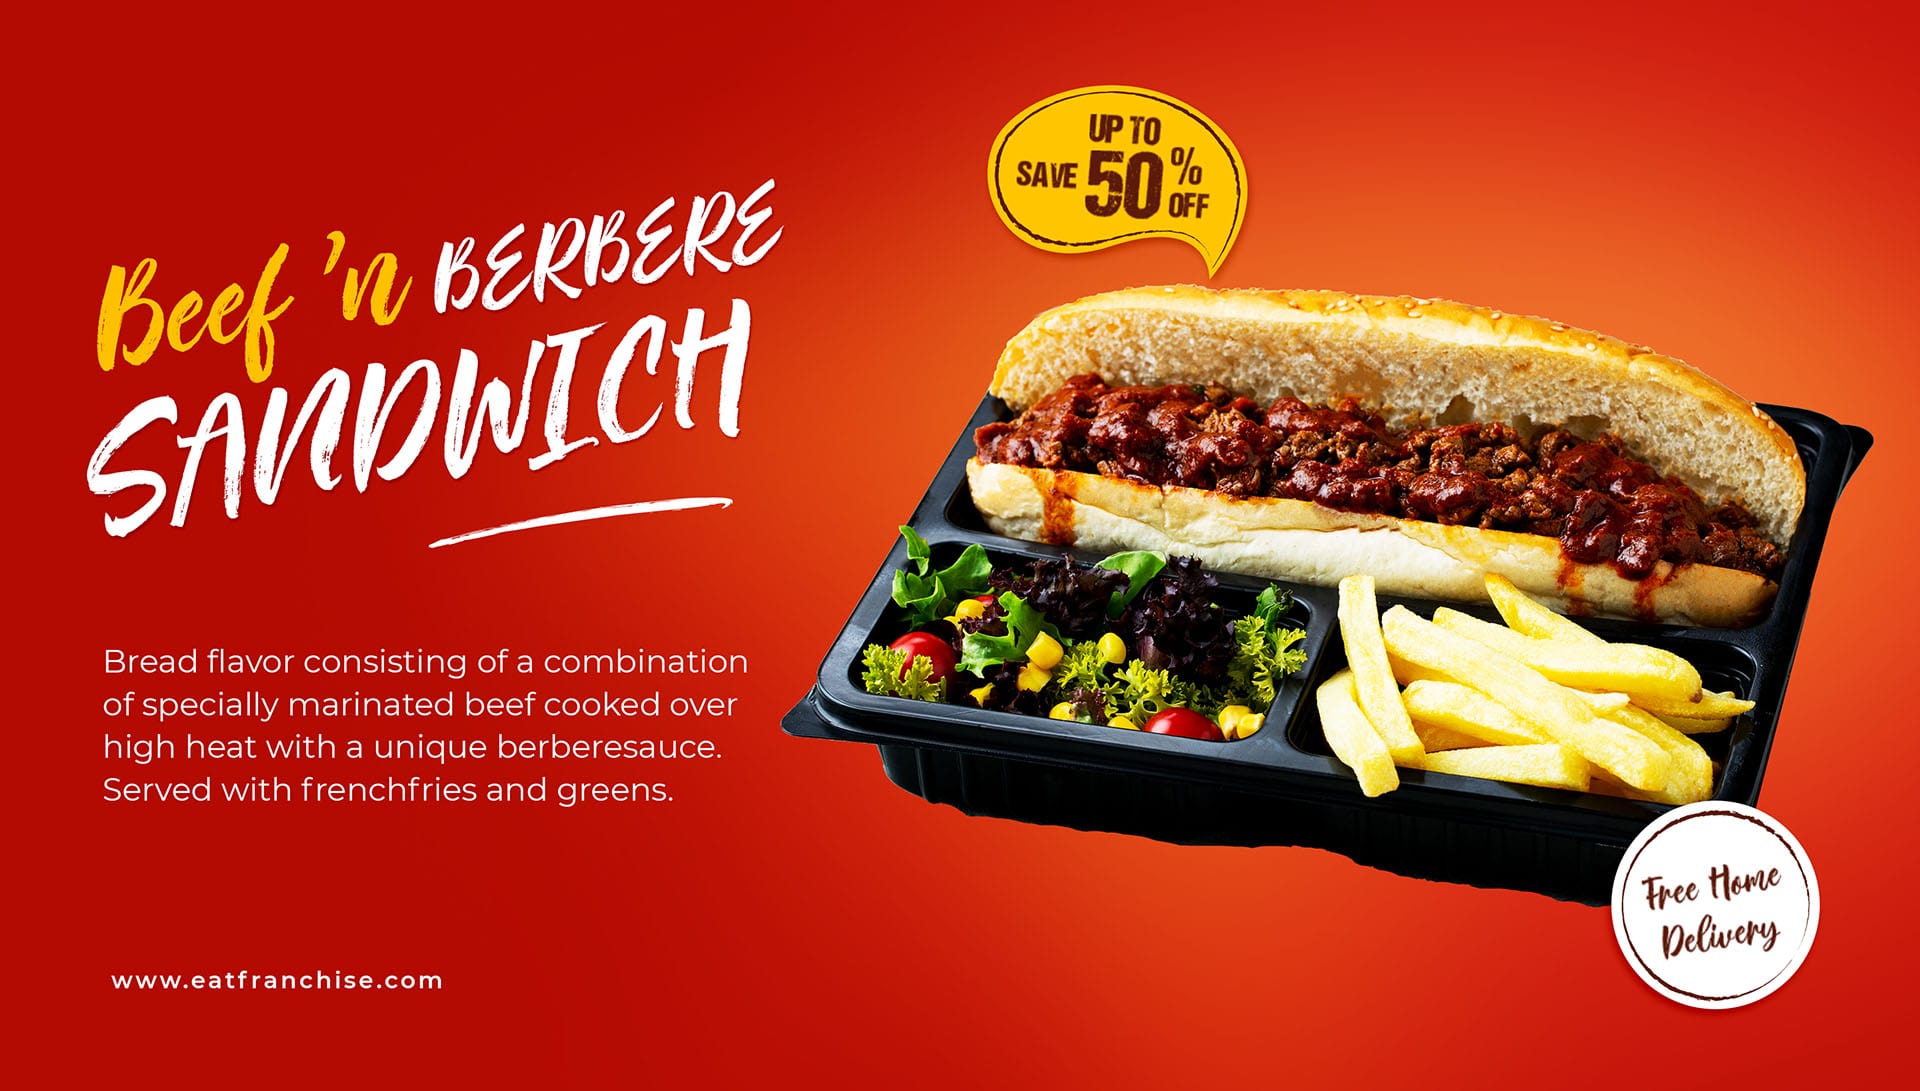 UP TO
SAVE 50% OFF
Beef 'n BERBERE
SANDWICH
Bread flavor consisting of a combination
of specially marinated beef cooked over
high heat with a unique berberesauce.
Served with frenchfries and greens.
Free Home
Delivery
www.eatfranchise.com